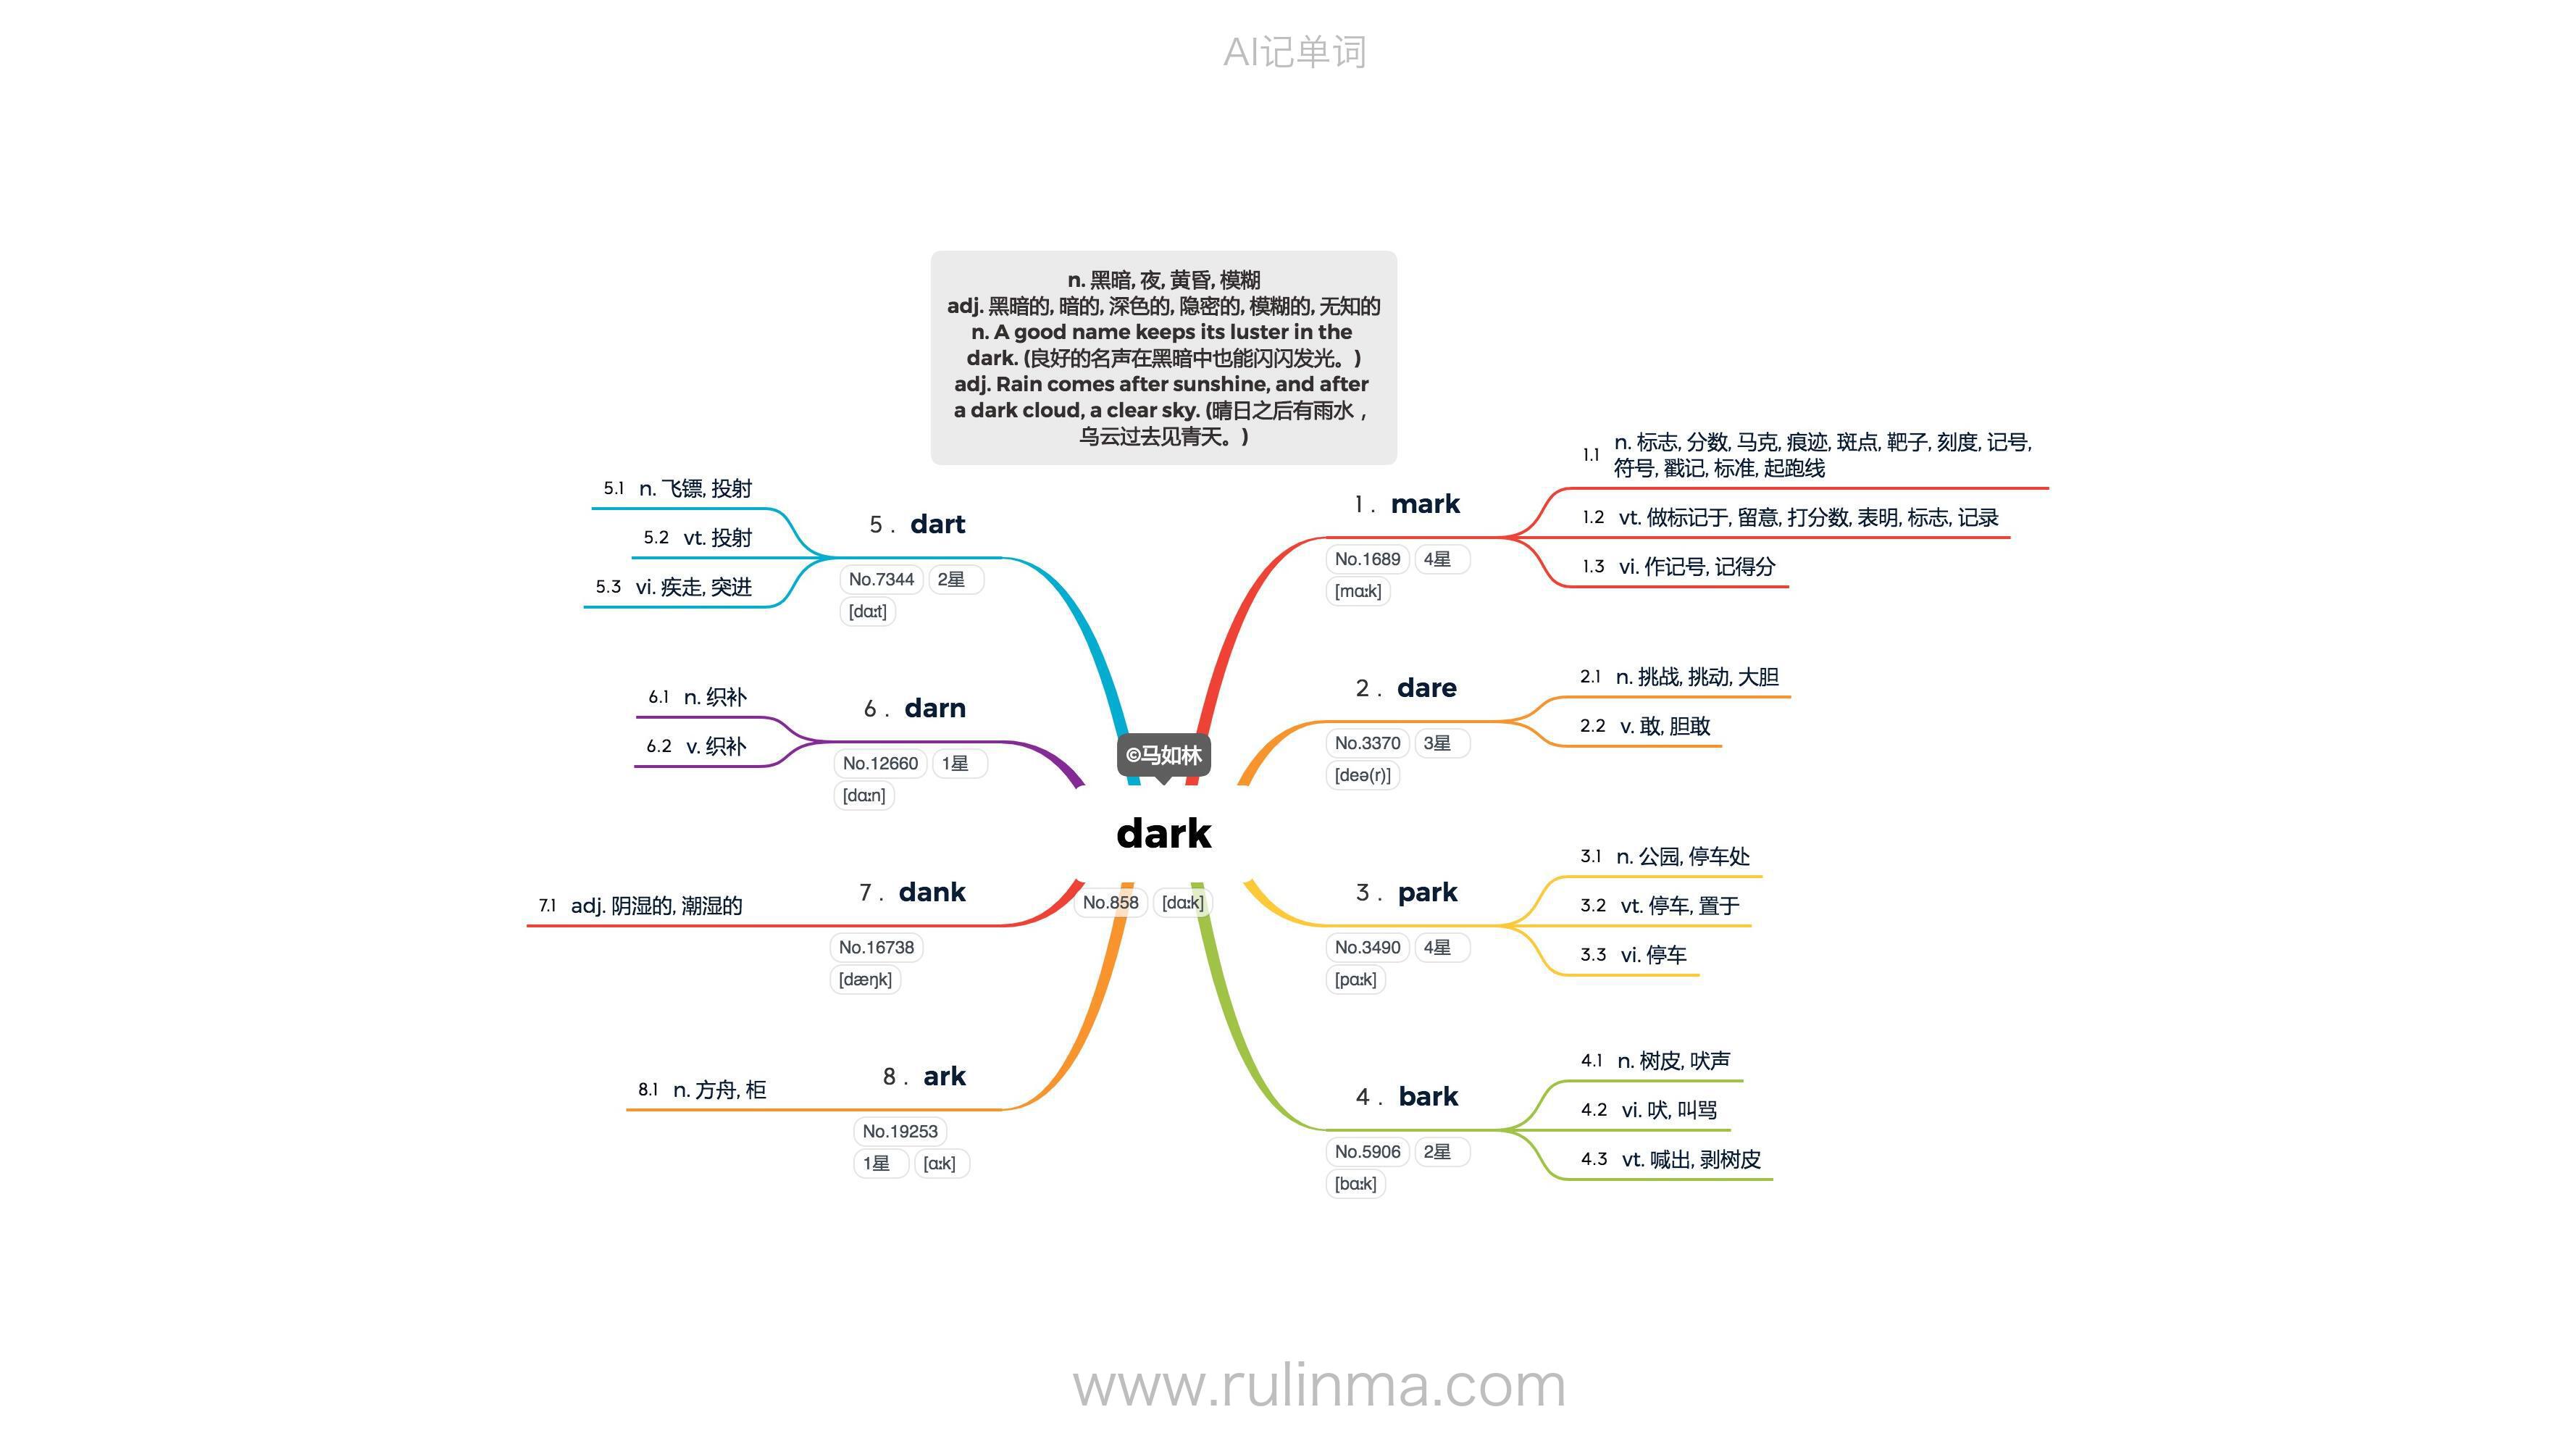 AI记单词
n. 黑暗, 夜, 黄昏, 模糊
adj. 黑暗的, 暗的, 深色的, 隐密的, 模糊的, 无知的
n. A good name keeps its luster in the
dark. (良好的名声在黑暗中也能闪闪发光。)
adj. Rain comes after sunshine, and after
a dark cloud, a clear sky. (晴日之后有雨水，
乌云过去见青天。)
©马如林
dark
No.858 [dɑːk]
1. mark
No.1689 4星
[mɑːk]
1.1 n. 标志, 分数, 马克, 痕迹, 斑点, 靶子, 刻度, 记号,
符号, 戳记, 标准, 起跑线
1.2 vt. 做标记于, 留意, 打分数, 表明, 标志, 记录
1.3 vi. 作记号, 记得分
2. dare
No.3370 3星
[deə(r)]
2.1 n. 挑战, 挑动, 大胆
2.2 v. 敢, 胆敢
3. park
No.3490 4星
[pɑːk]
3.1 n. 公园, 停车处
3.2 vt. 停车, 置于
3.3 vi. 停车
4. bark
No.5906 2星
[bɑːk]
4.1 n. 树皮, 吠声
4.2 vi. 吠, 叫骂
4.3 vt. 喊出, 剥树皮
5. dart
No.7344 2星
[dɑːt]
5.1 n. 飞镖, 投射
5.2 vt. 投射
5.3 vi. 疾走, 突进
6. darn
No.12660 1星
[dɑːn]
6.1 n. 织补
6.2 v. 织补
7. dank
No.16738
[dæŋk]
7.1 adj. 阴湿的, 潮湿的
8. ark
No.19253
1星 [ɑːk]
8.1 n. 方舟, 柜
www.rulinma.com